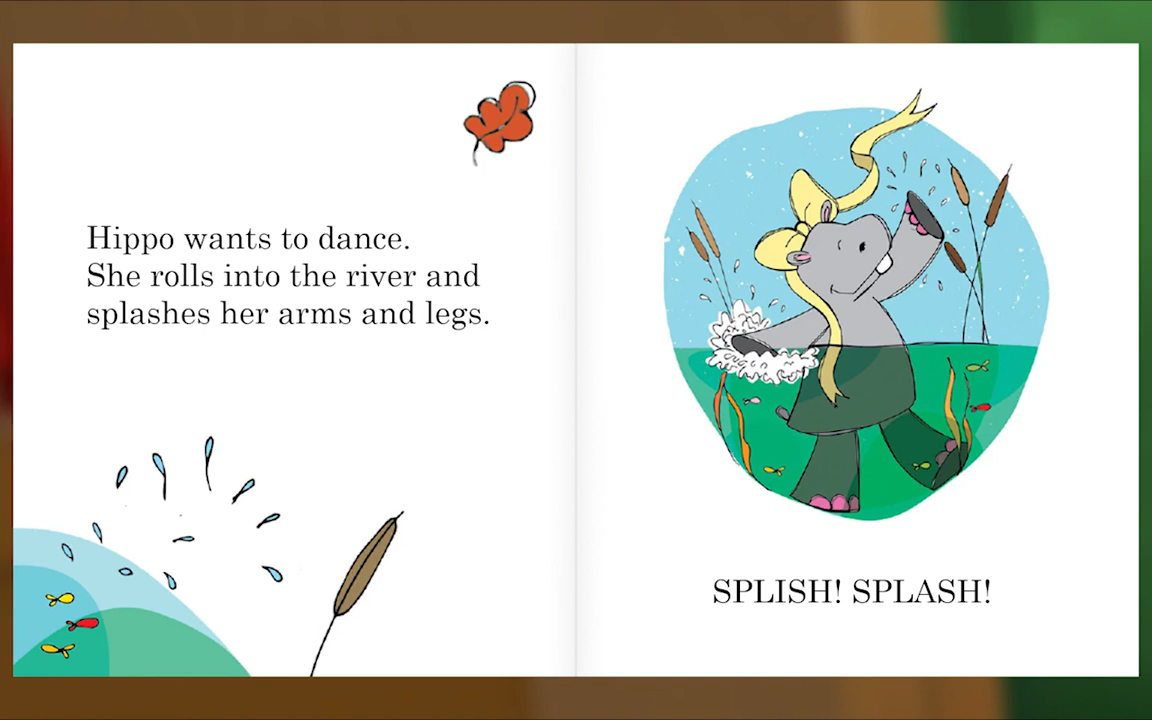 Hippo wants to dance.
She rolls into the river and
splashes her arms and legs.
SPLISH! SPLASH!